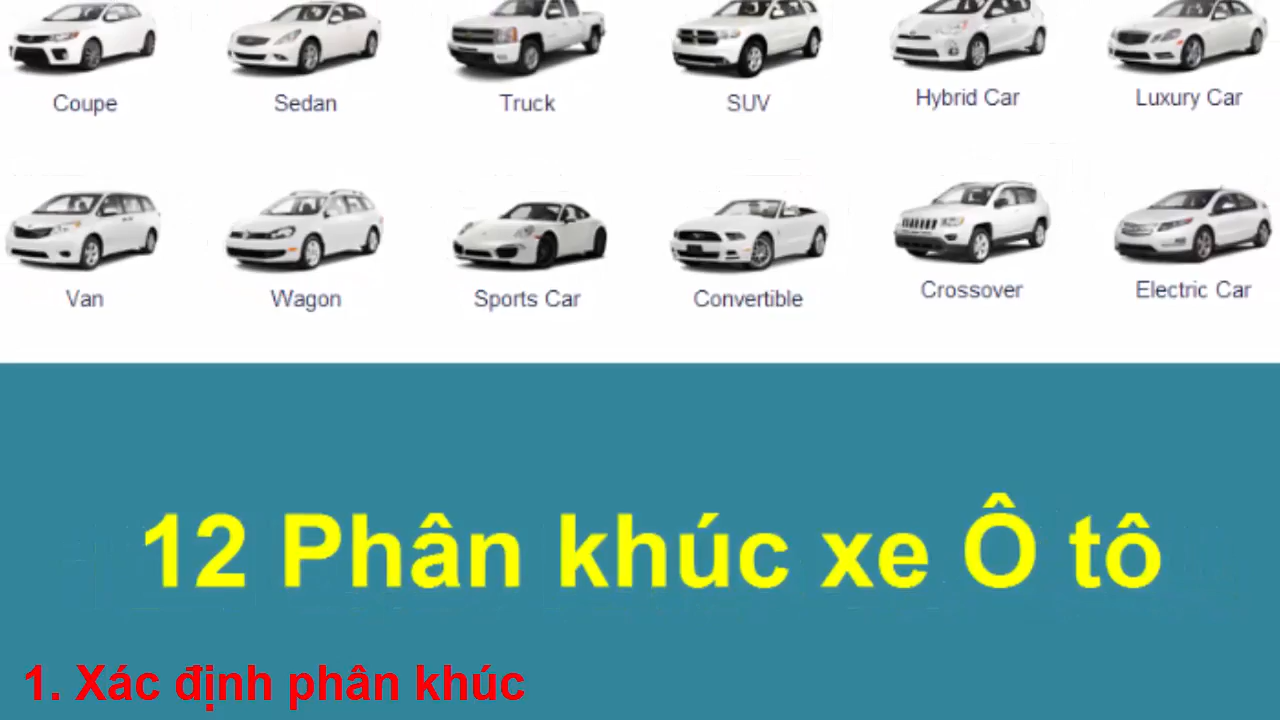 Coupe Sedan Truck SUV Hybrid Car Luxury Car
Van Wagon Sports Car Convertible Crossover Electric Car
12 Phân khúc xe Ô tô
1. Xác định phân khúc